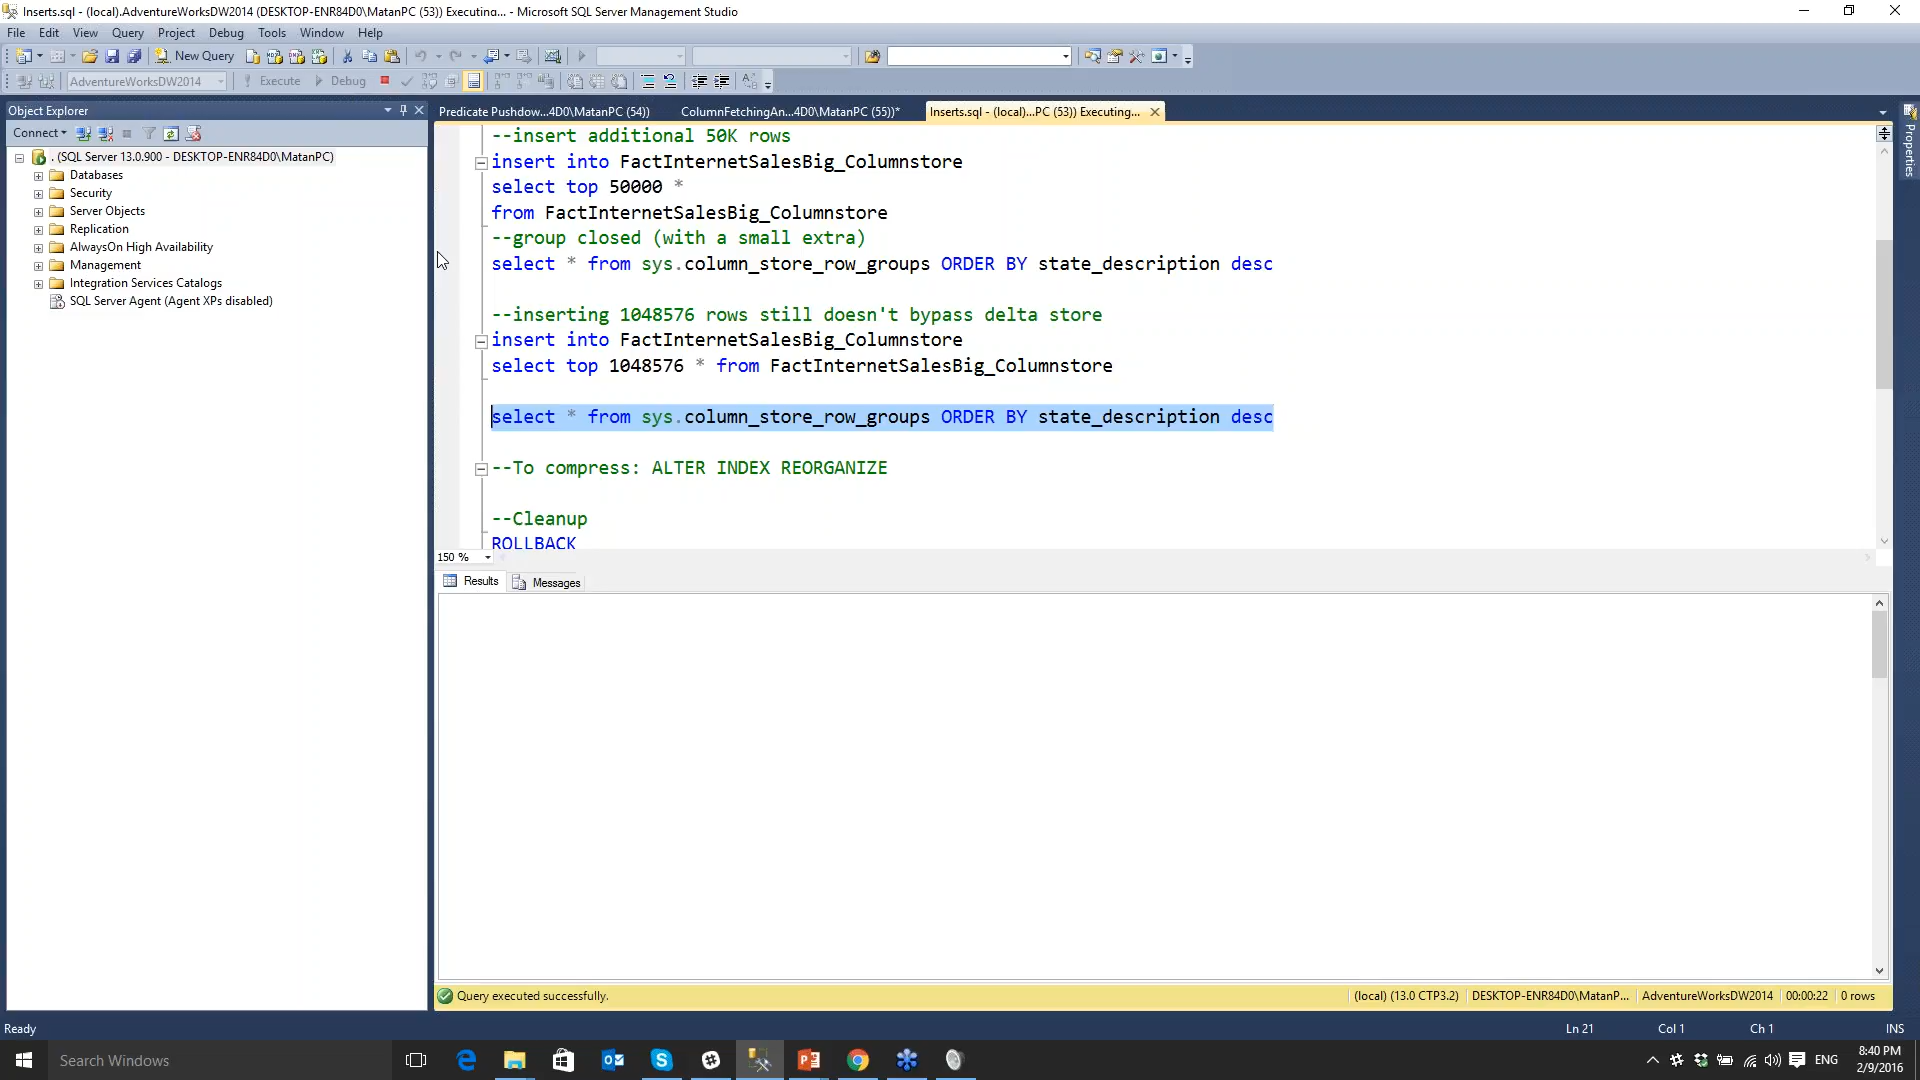 Inserts.sql - (local).AdventureWorksDW2014 (DESKTOP-ENR84D0\MatanPC (53)) Executing... - Microsoft SQL Server Management Studio
File Edit View Query Project Debug Tools Window Help
New Query
AdventureWorksDW2014 Execute Debug
Object Explorer
Connect
. (SQL Server 13.0.900 - DESKTOP-ENR84D0\MatanPC)
Databases
Security
Server Objects
Replication
AlwaysOn High Availability
Management
Integration Services Catalogs
SQL Server Agent (Agent XPs disabled)
Predicate Pushdow...4D0\MatanPC (54)) ColumnFetchingAn...4D0\MatanPC (55))* Inserts.sql - (local)...PC (53)) Executing...
--insert additional 50K rows
insert into FactInternetSalesBig_Columnstore
select top 50000 *
from FactInternetSalesBig_Columnstore
--group closed (with a small extra)
select * from sys.column_store_row_groups ORDER BY state_description desc
--inserting 1048576 rows still doesn't bypass delta store
insert into FactInternetSalesBig_Columnstore
select top 1048576 * from FactInternetSalesBig_Columnstore
select * from sys.column_store_row_groups ORDER BY state_description desc
--To compress: ALTER INDEX REORGANIZE
--Cleanup
ROLLBACK
150 %
Results Messages
Query executed successfully. (local) (13.0 CTP3.2) DESKTOP-ENR84D0\MatanP... AdventureWorksDW2014 00:00:22 0 rows
Properties
Ready Ln 21 Col 1 Ch 1 INS
Search Windows
ENG
8:40 PM
2/9/2016